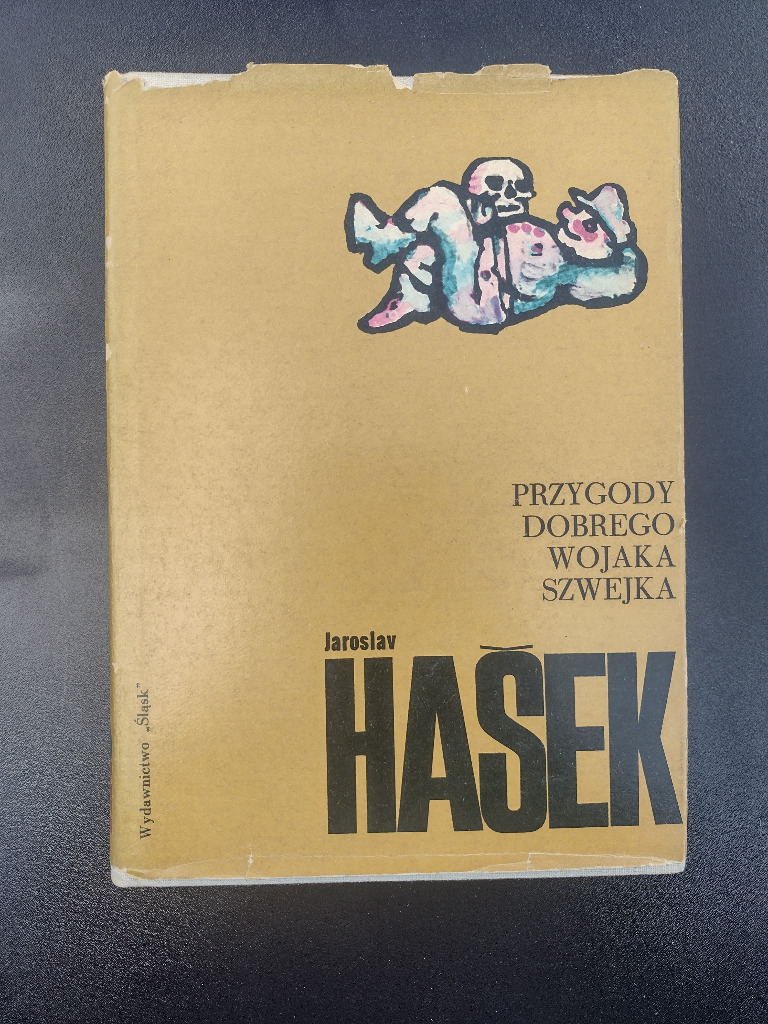 PRZYGODY
DOBREGO
WOJAKA
SZWEJKA
Jaroslav
HAŠEK
Wydawnictwo „Śląsk”